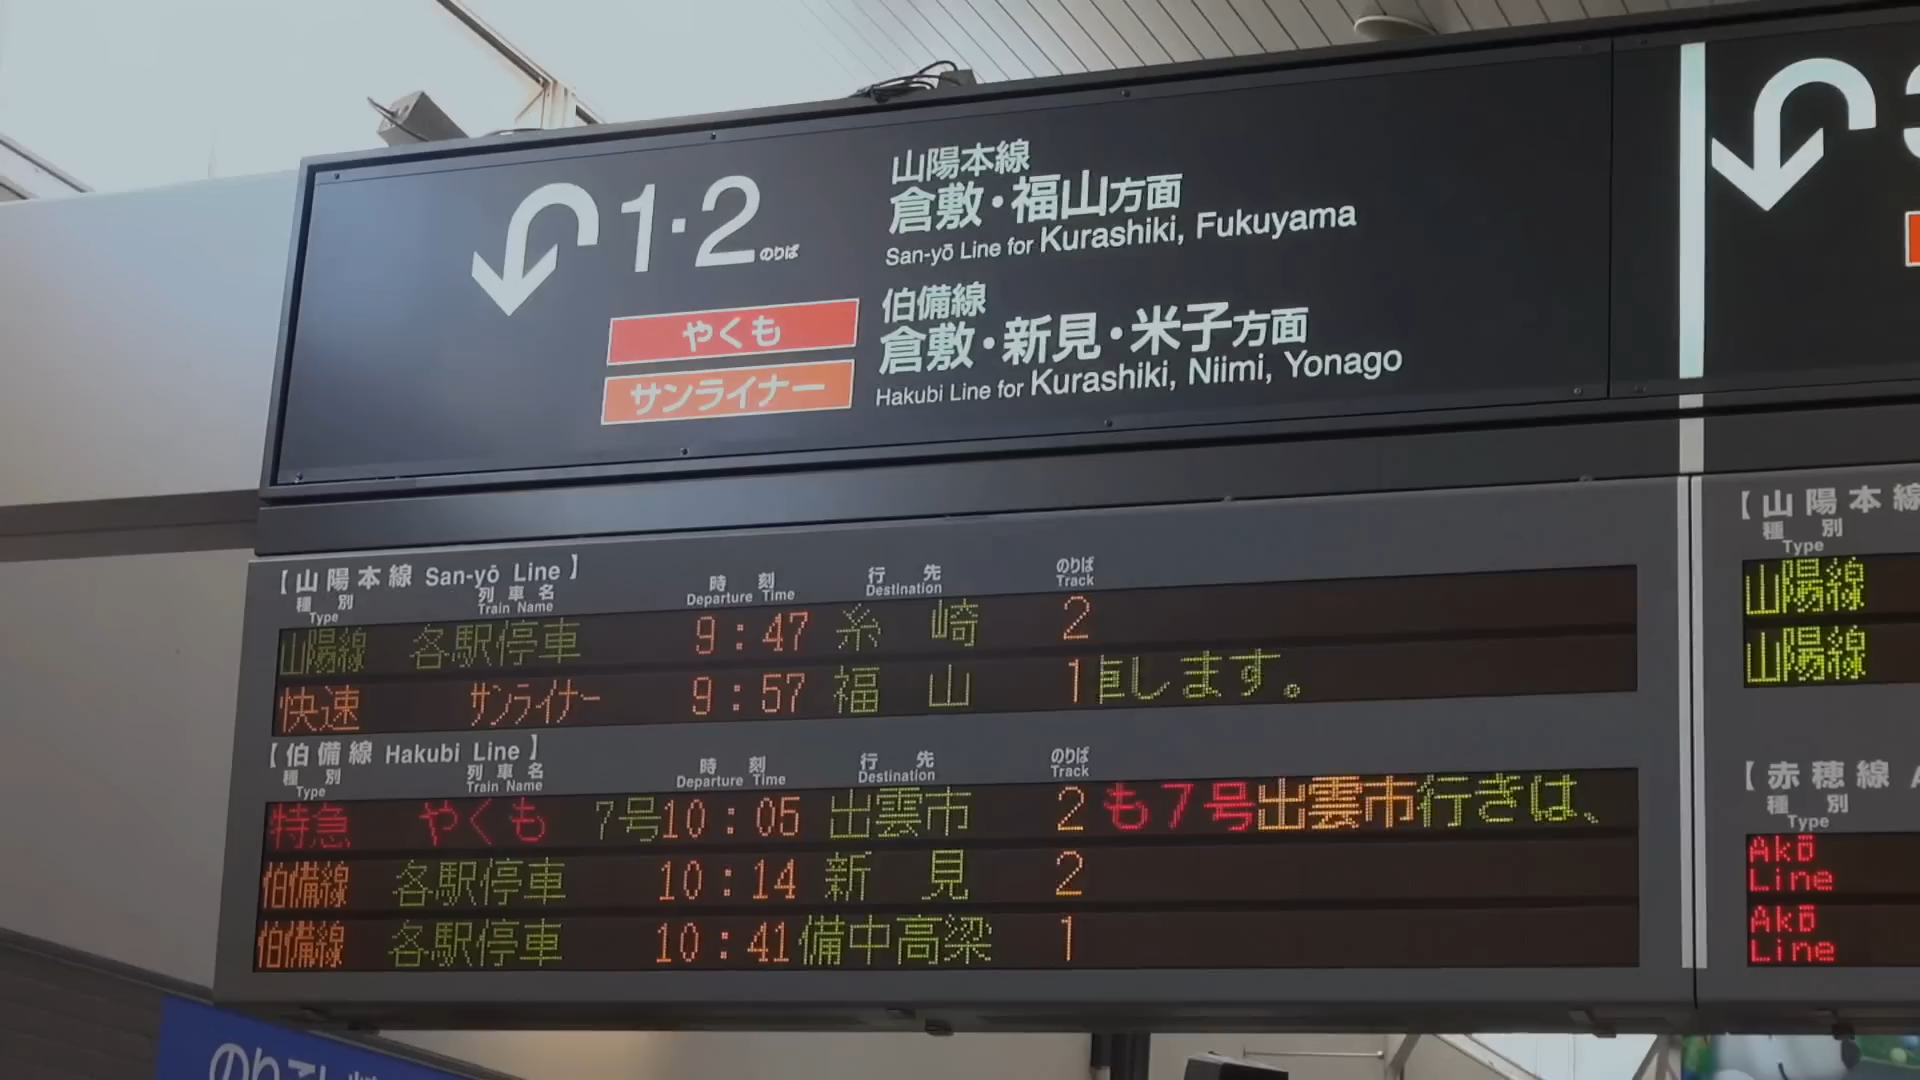 1·2のりば
山陽本線
倉敷・福山方面
San-yō Line for Kurashiki, Fukuyama
やくも
サンライナー
伯備線
倉敷・新見・米子方面
Hakubi Line for Kurashiki, Niimi, Yonago
【山陽本線 San-yō Line】
種別 列車名 時刻 行先 のりば
Type Train Name Departure Time Destination Track
山陽線 各駅停車 9:47 糸崎 2
快速 サンライナー 9:57 福山 1 します。
【伯備線 Hakubi Line】
種別 列車名 時刻 行先 のりば
Type Train Name Departure Time Destination Track
特急 やくも 7号 10:05 出雲市 2 も7号出雲市行きは、
伯備線 各駅停車 10:14 新見 2
伯備線 各駅停車 10:41 備中高梁 1
【山陽本線
種別
Type
山陽線
山陽線
【赤穂線
種別
Type
Akō
Line
Akō
Line